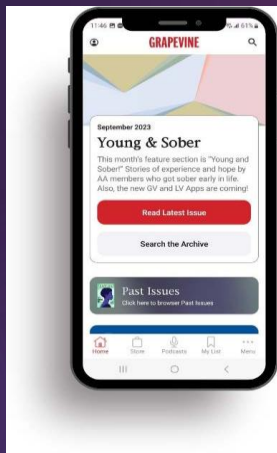 11:46
61%
GRAPEVINE
September 2023
Young & Sober
This month's feature section is "Young and
Sober!" Stories of experience and hope by
AA members who got sober early in life.
Also, the new GV and LV Apps are coming!
Read Latest Issue
Search the Archive
Past Issues
Click here to browser Past Issues
Home Store Podcasts My List Menu